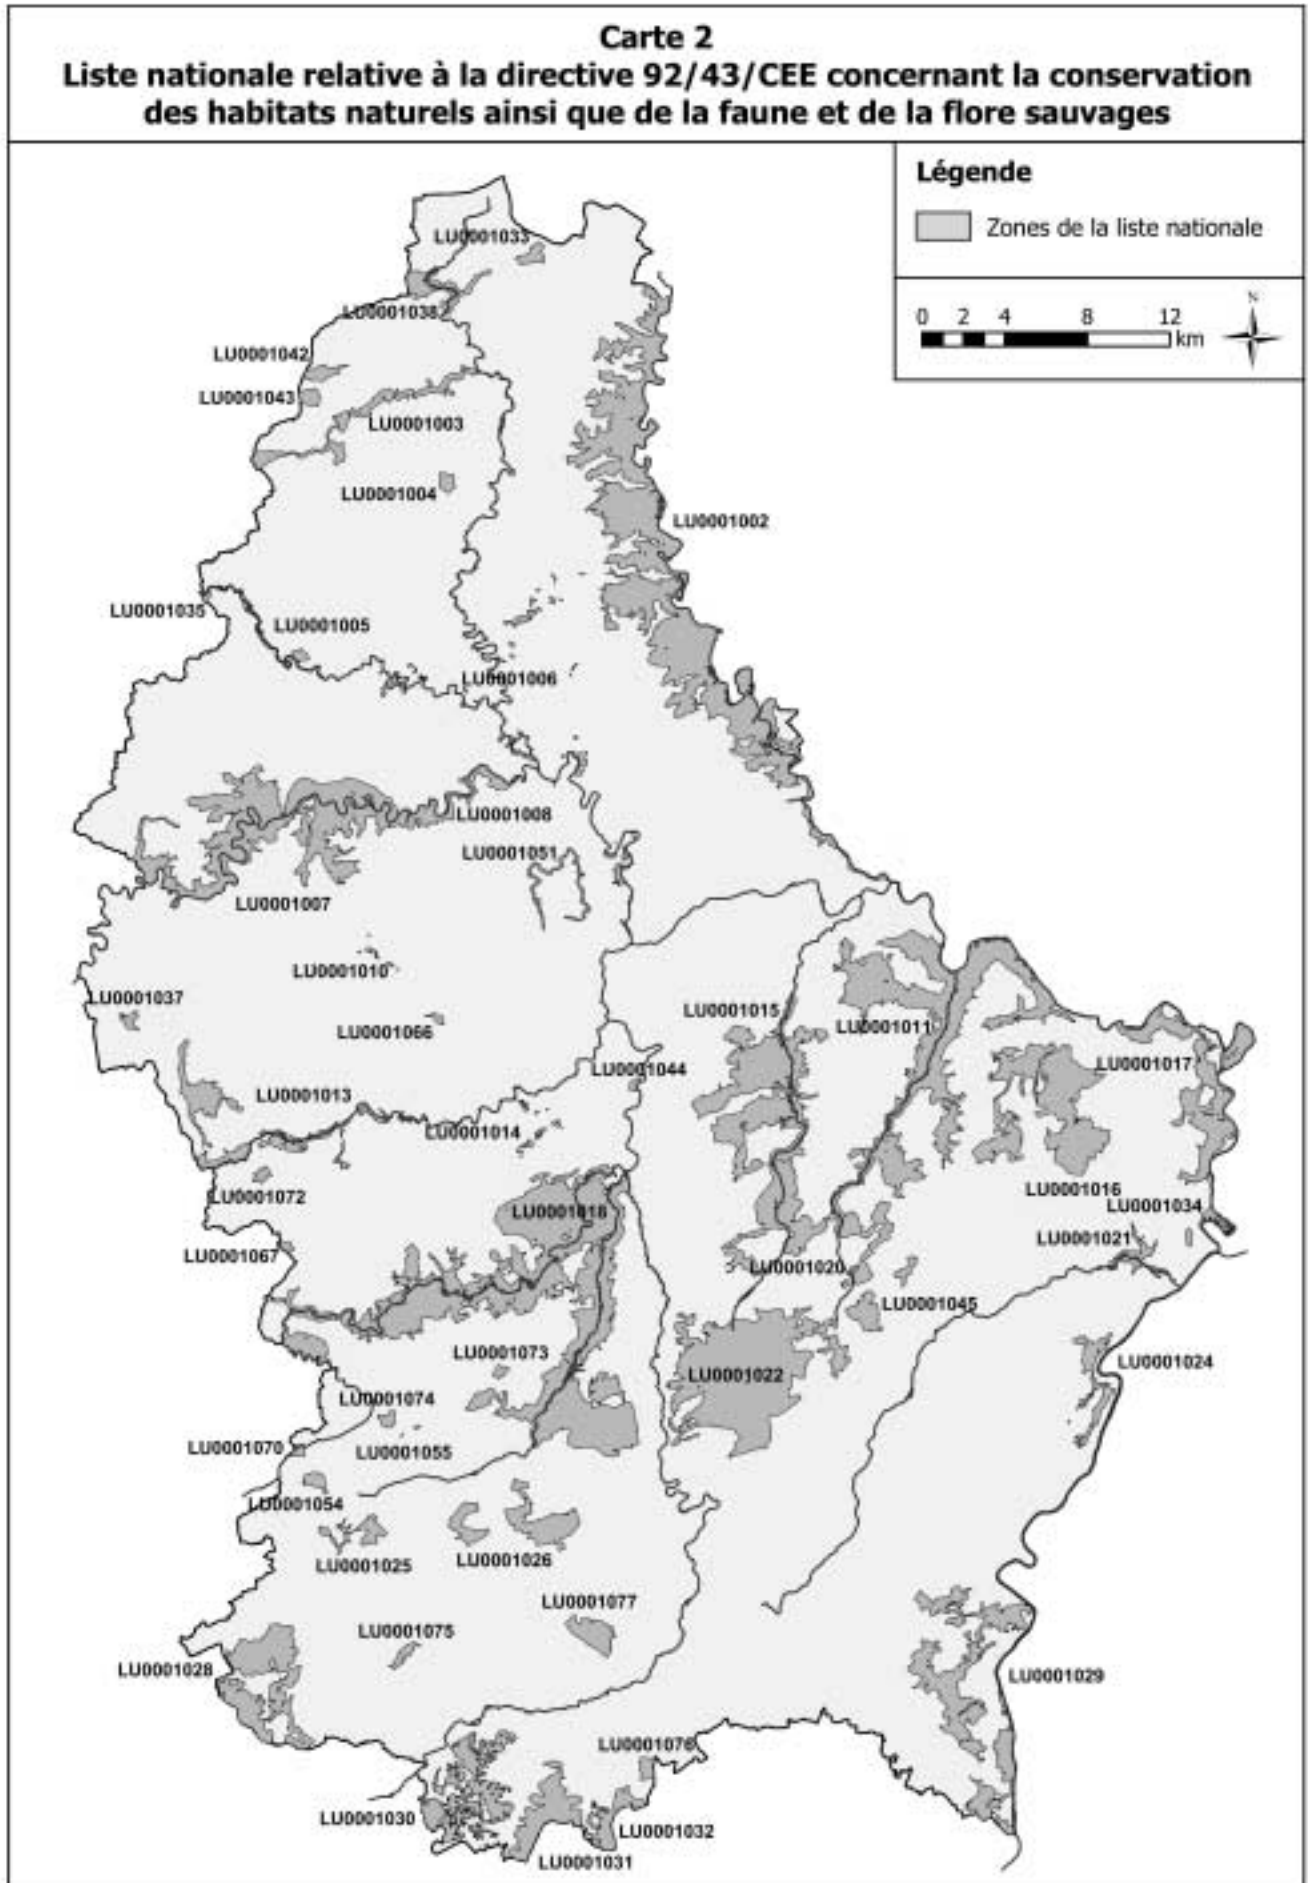 Carte 2
Liste nationale relative à la directive 92/43/CEE concernant la conservation
des habitats naturels ainsi que de la faune et de la flore sauvages
Légende
Zones de la liste nationale
0 2 4 8 12
km
N
LU0001033
LU0001038
LU0001042
LU0001043
LU0001003
LU0001004
LU0001002
LU0001035
LU0001005
LU0001006
LU0001008
LU0001051
LU0001007
LU0001010
LU0001037
LU0001066
LU0001015
LU0001011
LU0001017
LU0001044
LU0001013
LU0001014
LU0001072
LU0001016
LU0001034
LU0001018
LU0001021
LU0001067
LU0001020
LU0001045
LU0001073
LU0001024
LU0001022
LU0001074
LU0001070
LU0001055
LU0001054
LU0001025
LU0001026
LU0001077
LU0001075
LU0001028
LU0001029
LU0001076
LU0001030
LU0001032
LU0001031